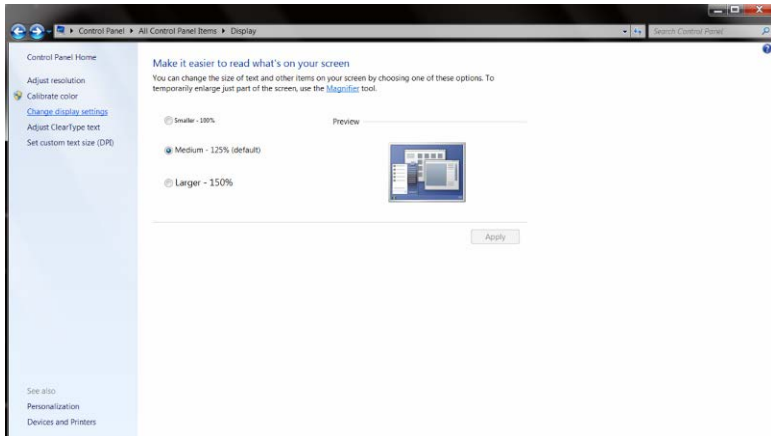 Control Panel ▸ All Control Panel Items ▸ Display
Search Control Panel
Control Panel Home
Adjust resolution
Calibrate color
Change display settings
Adjust ClearType text
Set custom text size (DPI)
See also
Personalization
Devices and Printers
Make it easier to read what's on your screen
You can change the size of text and other items on your screen by choosing one of these options. To
temporarily enlarge just part of the screen, use the Magnifier tool.
Smaller - 100%
Preview
Medium - 125% (default)
Larger - 150%
Apply